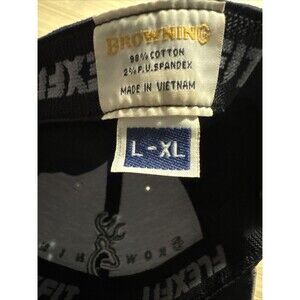 FLEXFIT
BROWNING
98% COTTON
2% P.U. SPANDEX
MADE IN VIETNAM
L-XL
FLEXFIT